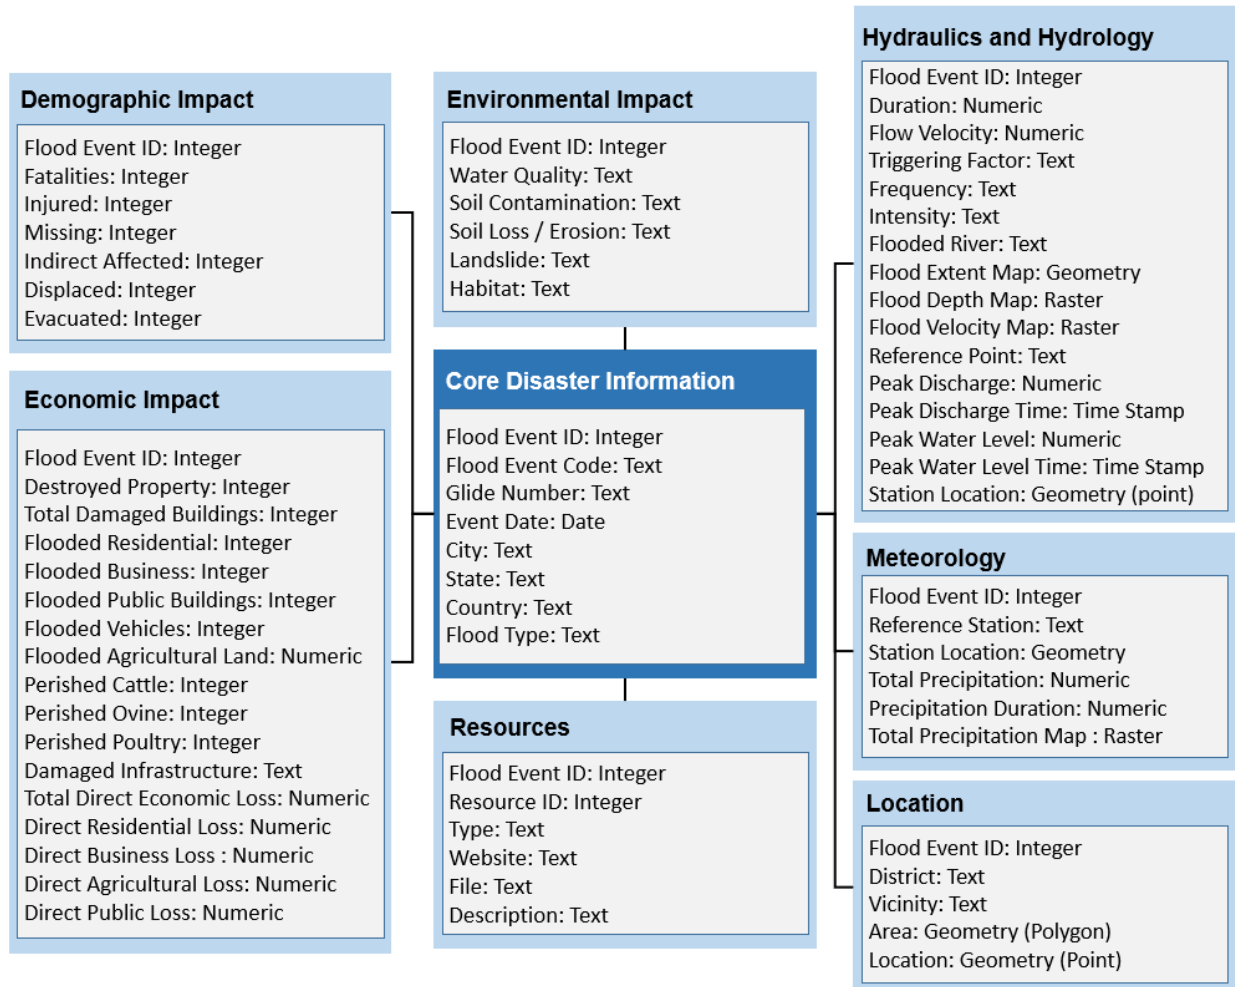 Demographic Impact
Flood Event ID: Integer
Fatalities: Integer
Injured: Integer
Missing: Integer
Indirect Affected: Integer
Displaced: Integer
Evacuated: Integer
Economic Impact
Flood Event ID: Integer
Destroyed Property: Integer
Total Damaged Buildings: Integer
Flooded Residential: Integer
Flooded Business: Integer
Flooded Public Buildings: Integer
Flooded Vehicles: Integer
Flooded Agricultural Land: Numeric
Perished Cattle: Integer
Perished Ovine: Integer
Perished Poultry: Integer
Damaged Infrastructure: Text
Total Direct Economic Loss: Numeric
Direct Residential Loss: Numeric
Direct Business Loss : Numeric
Direct Agricultural Loss: Numeric
Direct Public Loss: Numeric
Environmental Impact
Flood Event ID: Integer
Water Quality: Text
Soil Contamination: Text
Soil Loss / Erosion: Text
Landslide: Text
Habitat: Text
Core Disaster Information
Flood Event ID: Integer
Flood Event Code: Text
Glide Number: Text
Event Date: Date
City: Text
State: Text
Country: Text
Flood Type: Text
Resources
Flood Event ID: Integer
Resource ID: Integer
Type: Text
Website: Text
File: Text
Description: Text
Hydraulics and Hydrology
Flood Event ID: Integer
Duration: Numeric
Flow Velocity: Numeric
Triggering Factor: Text
Frequency: Text
Intensity: Text
Flooded River: Text
Flood Extent Map: Geometry
Flood Depth Map: Raster
Flood Velocity Map: Raster
Reference Point: Text
Peak Discharge: Numeric
Peak Discharge Time: Time Stamp
Peak Water Level: Numeric
Peak Water Level Time: Time Stamp
Station Location: Geometry (point)
Meteorology
Flood Event ID: Integer
Reference Station: Text
Station Location: Geometry
Total Precipitation: Numeric
Precipitation Duration: Numeric
Total Precipitation Map : Raster
Location
Flood Event ID: Integer
District: Text
Vicinity: Text
Area: Geometry (Polygon)
Location: Geometry (Point)